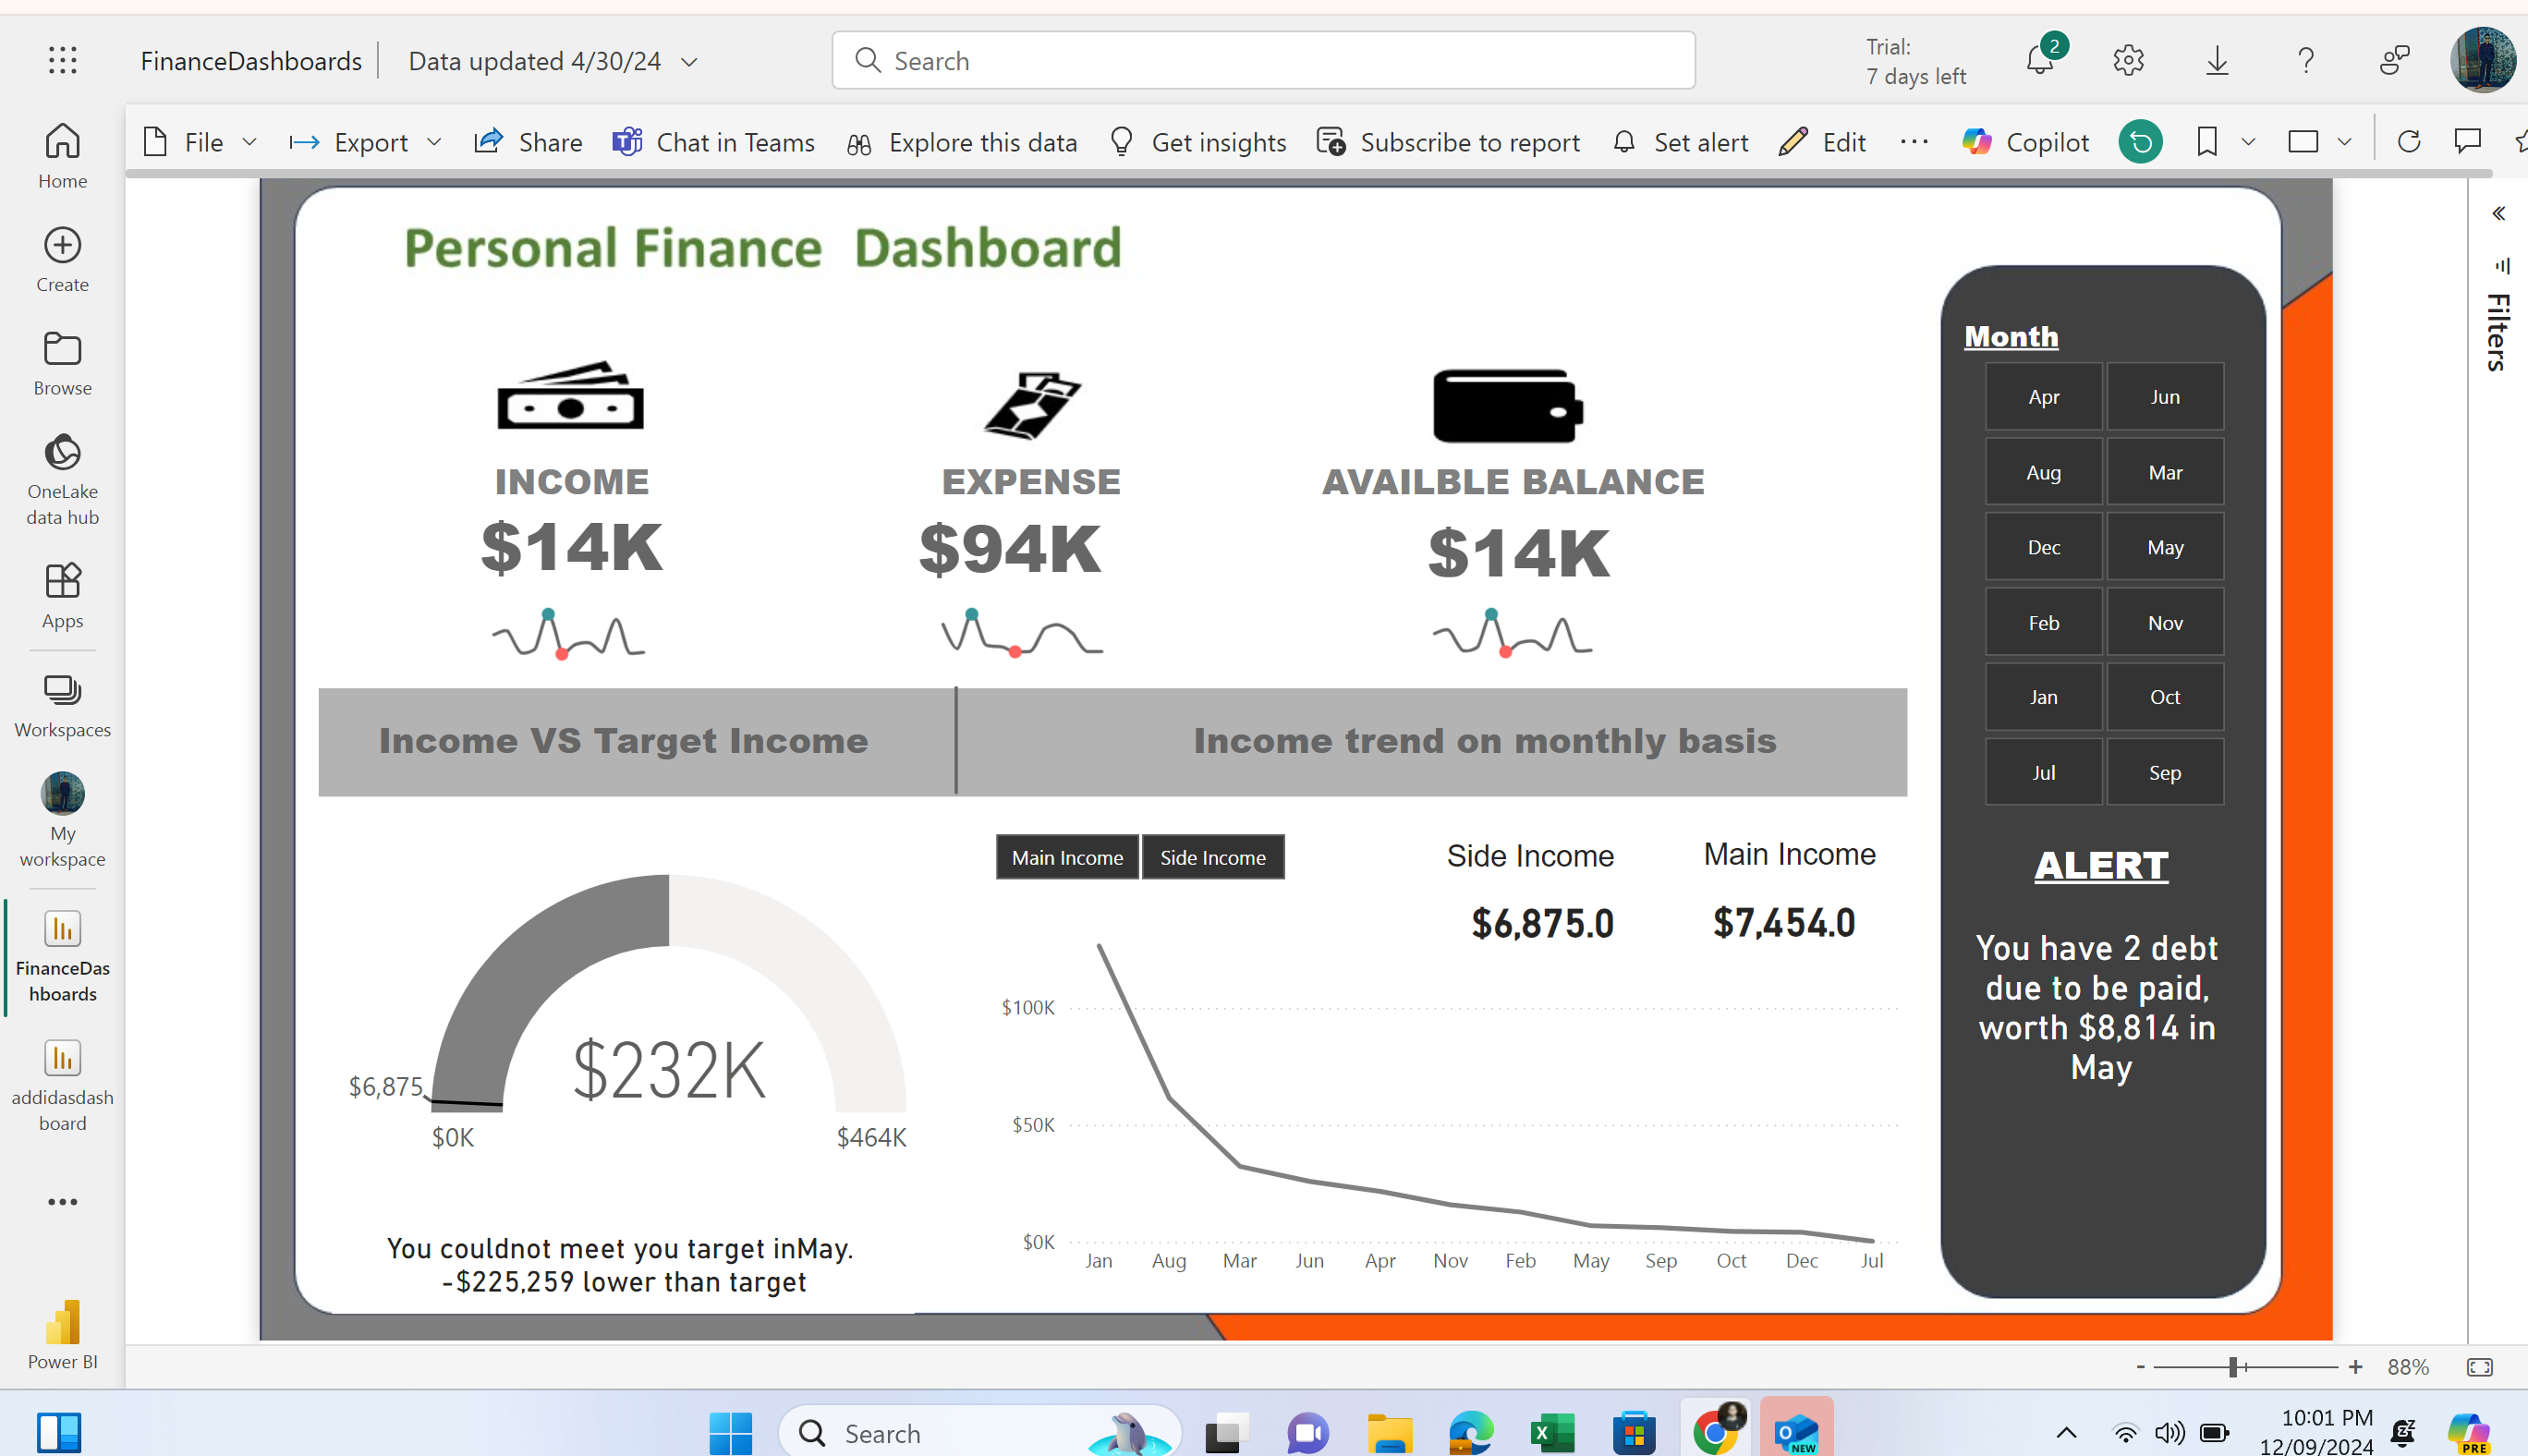 FinanceDashboards
Data updated 4/30/24
Search
Trial:
7 days left
2
File
Export
Share
Chat in Teams
Explore this data
Get insights
Subscribe to report
Set alert
Edit
Copilot
Home
Create
Browse
OneLake
data hub
Apps
Workspaces
My
workspace
FinanceDas
hboards
addidasdash
board
Power BI
Personal Finance  Dashboard
INCOME
$14K
EXPENSE
$94K
AVAILBLE BALANCE
$14K
Income VS Target Income
Income trend on monthly basis
$232K
$6,875
$0K
$464K
You couldnot meet you target inMay.
-$225,259 lower than target
Main Income
Side Income
Side Income
$6,875.0
Main Income
$7,454.0
$100K
$50K
$0K
Jan Aug Mar Jun Apr Nov Feb May Sep Oct Dec Jul
Month
Apr Jun
Aug Mar
Dec May
Feb Nov
Jan Oct
Jul Sep
ALERT
You have 2 debt
due to be paid,
worth $8,814 in
May
Filters
88%
Search
NEW
10:01 PM
12/09/2024
PRE